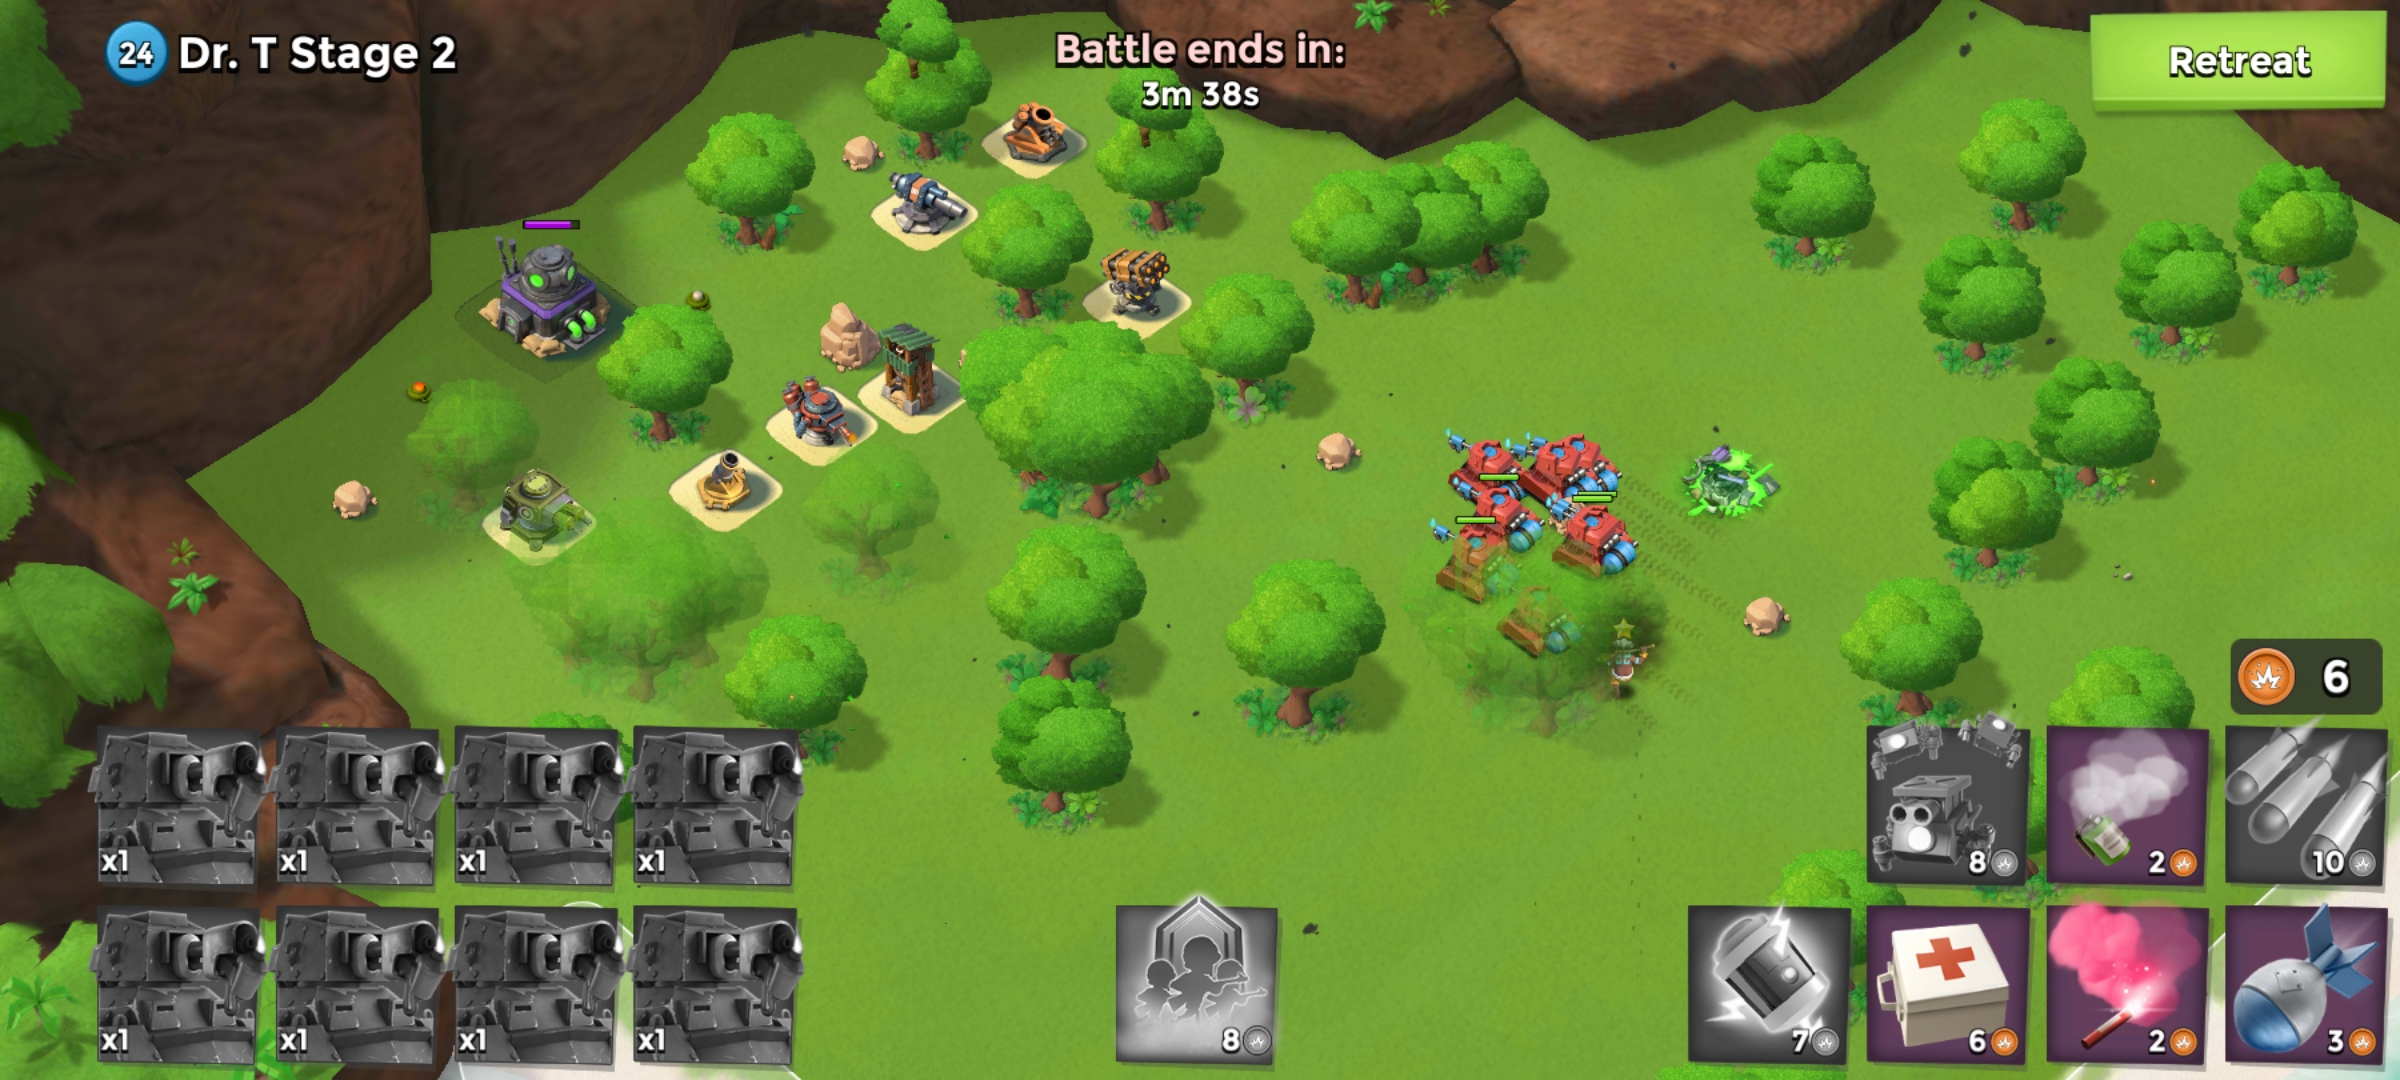 24 Dr. T Stage 2
Battle ends in:
3m 38s
Retreat
6
x1 x1 x1 x1
8 2 10
x1 x1 x1 x1
8
7 6 2 3